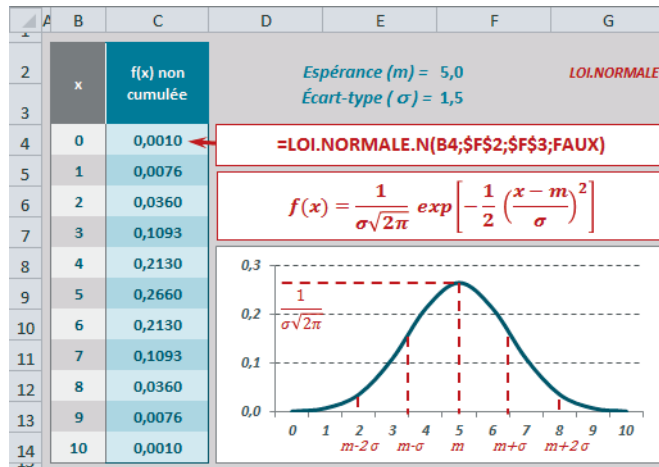 A B C D E F G
1
2 x f(x) non Espérance (m) = 5,0 LOI.NORMALE
3 cumulée Écart-type ( σ) = 1,5
4 0 0,0010 =LOI.NORMALE.N(B4;$F$2;$F$3;FAUX)
5 1 0,0076
6 2 0,0360 f(x) = 1/(σ√2π) exp[−1/2 ((x − m)/σ)²]
7 3 0,1093
8 4 0,2130 0,3
9 5 0,2660 1/(σ√2π)
10 6 0,2130 0,2
11 7 0,1093 0,1
12 8 0,0360
13 9 0,0076 0,0
0 1 2 3 4 5 6 7 8 9 10
14 10 0,0010 m-2σ m-σ m m+σ m+2σ